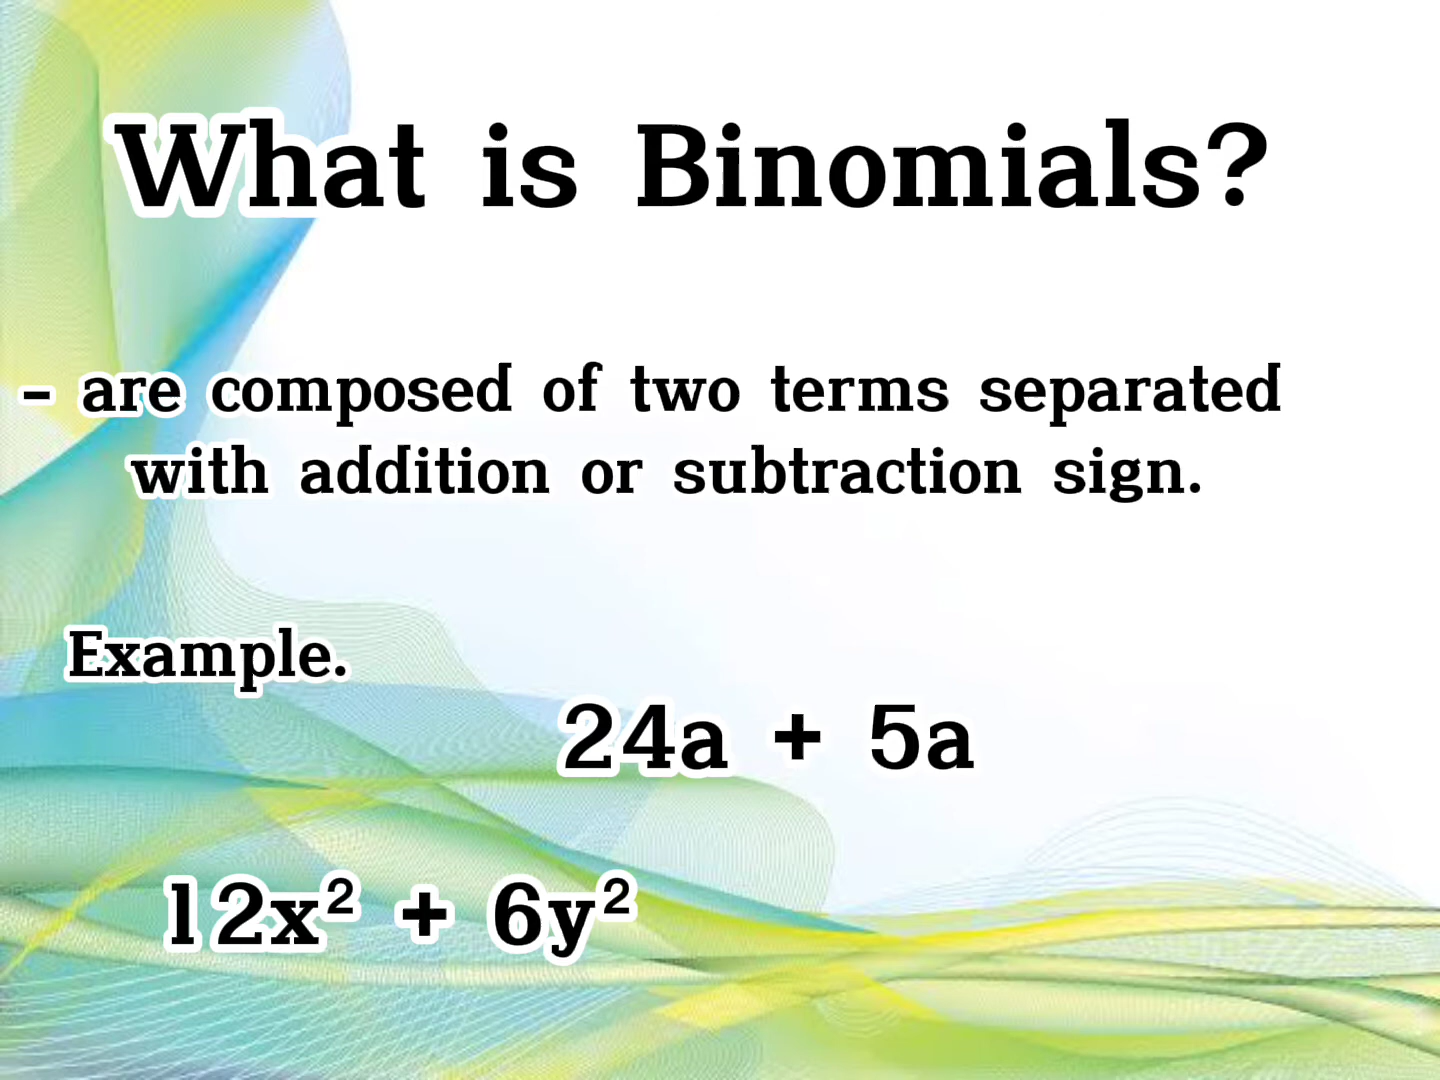 What is Binomials?
- are composed of two terms separated
with addition or subtraction sign.
Example.
24a + 5a
12x² + 6y²